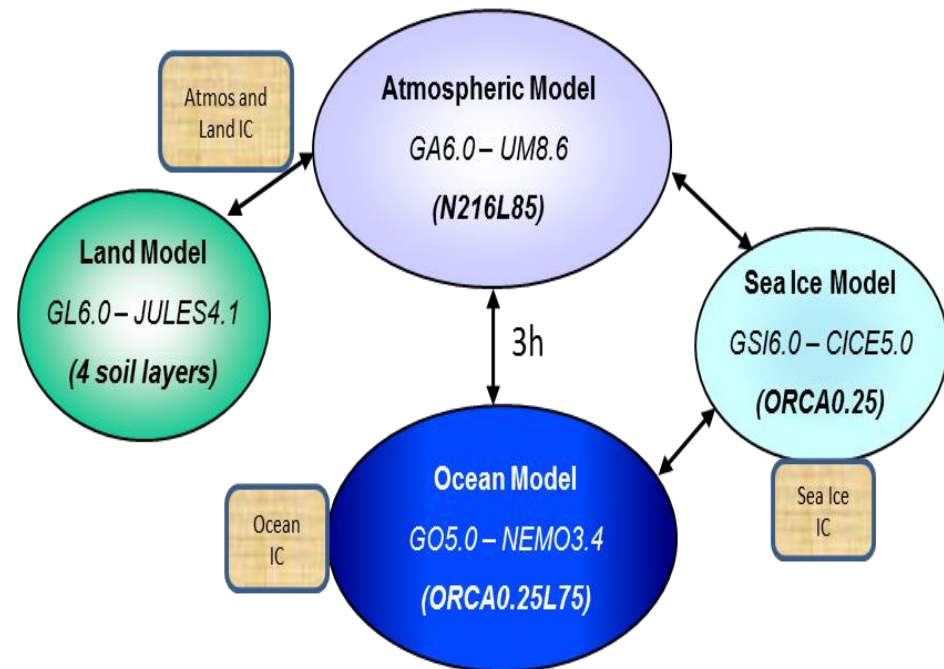 Atmos and
Land IC
Atmospheric Model
GA6.0 – UM8.6
(N216L85)
Land Model
GL6.0 – JULES4.1
(4 soil layers)
Sea Ice Model
GSI6.0 – CICE5.0
(ORCA0.25)
3h
Ocean Model
GO5.0 – NEMO3.4
(ORCA0.25L75)
Ocean
IC
Sea Ice
IC